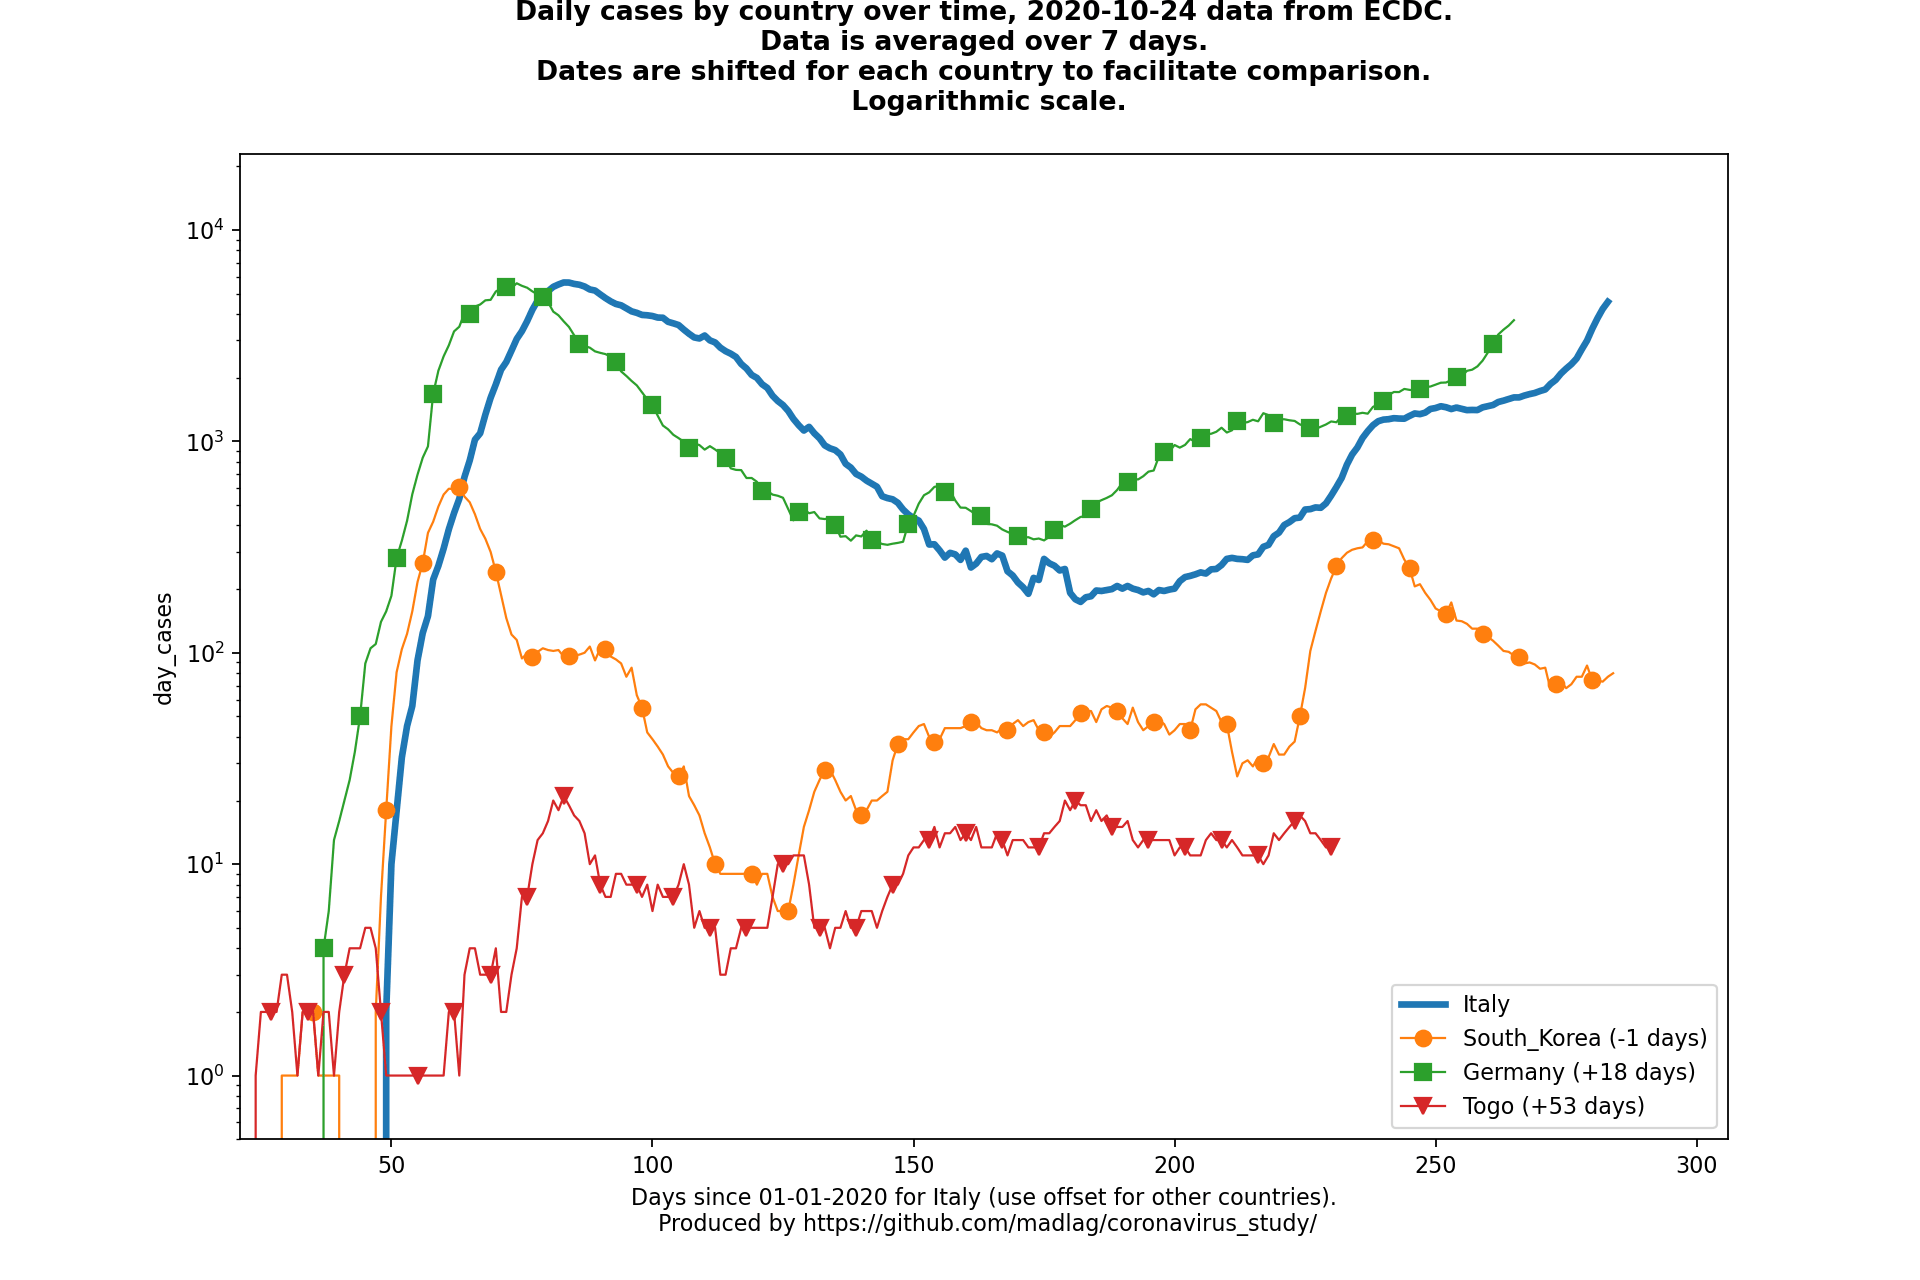 Daily cases by country over time, 2020-10-24 data from ECDC.
Data is averaged over 7 days.
Dates are shifted for each country to facilitate comparison.
Logarithmic scale.
10^4
10^3
10^2
10^1
10^0
day_cases
50 100 150 200 250 300
Italy
South_Korea (-1 days)
Germany (+18 days)
Togo (+53 days)
Days since 01-01-2020 for Italy (use offset for other countries).
Produced by https://github.com/madlag/coronavirus_study/